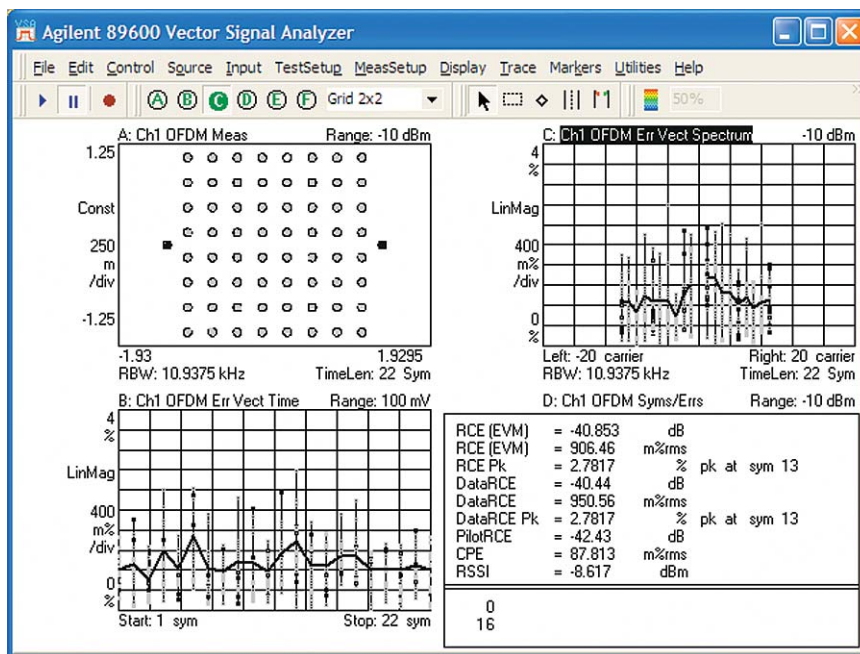 VSA Agilent 89600 Vector Signal Analyzer
File Edit Control Source Input TestSetup MeasSetup Display Trace Markers Utilities Help
A B C D E F Grid 2x2 50%
A: Ch1 OFDM Meas Range: -10 dBm
1.25
Const
250
m
/div
-1.25
-1.93 1.9295
RBW: 10.9375 kHz TimeLen: 22 Sym
C: Ch1 OFDM Err Vect Spectrum -10 dBm
4
%
LinMag
400
m%
/div
0
%
Left: -20 carrier Right: 20 carrier
RBW: 10.9375 kHz TimeLen: 22 Sym
B: Ch1 OFDM Err Vect Time Range: 100 mV
4
%
LinMag
400
m%
/div
0
%
Start: 1 sym Stop: 22 sym
D: Ch1 OFDM Syms/Errs Range: -10 dBm
RCE (EVM) = -40.853 dB
RCE (EVM) = 906.46 m%rms
RCE Pk = 2.7817 % pk at sym 13
DataRCE = -40.44 dB
DataRCE = 950.56 m%rms
DataRCE Pk = 2.7817 % pk at sym 13
PilotRCE = -42.43 dB
CPE = 87.813 m%rms
RSSI = -8.617 dBm
0
16